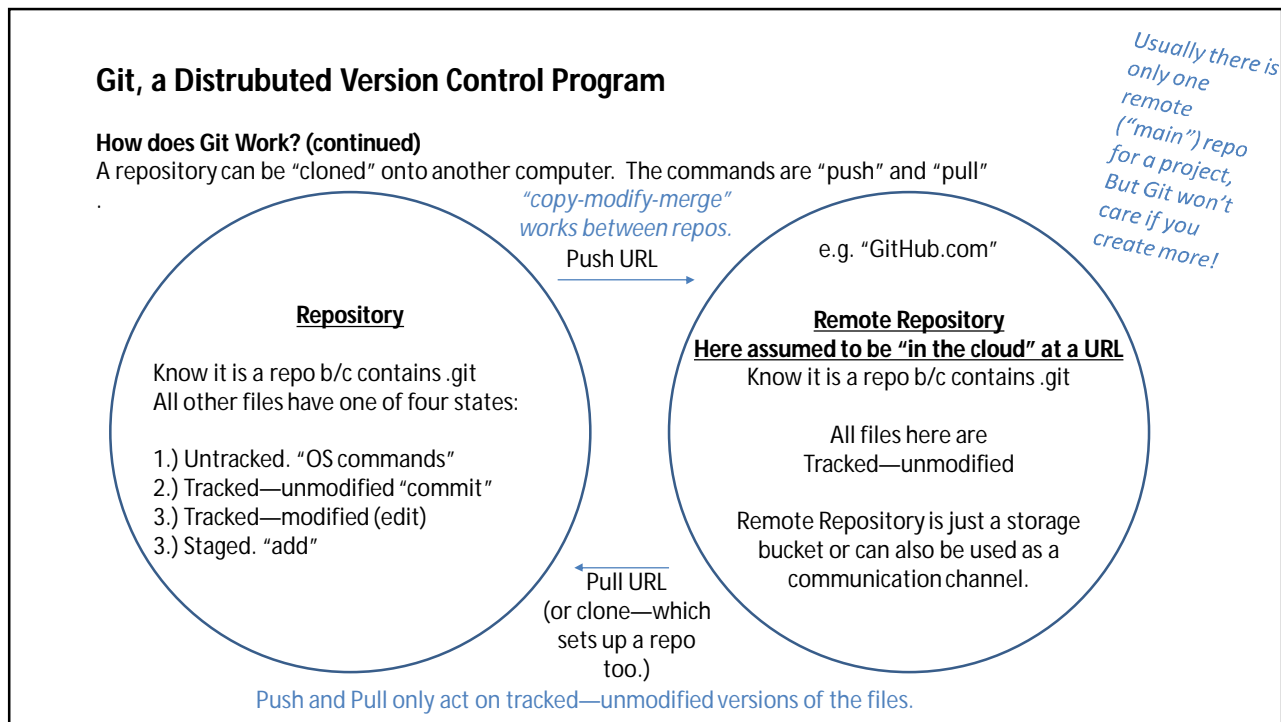 Git, a Distrubuted Version Control Program
Usually there is
only one
remote
(“main”) repo
for a project,
But Git won’t
care if you
create more!
How does Git Work? (continued)
A repository can be “cloned” onto another computer. The commands are “push” and “pull”
.
“copy-modify-merge”
works between repos.
Push URL
Repository
Know it is a repo b/c contains .git
All other files have one of four states:
1.) Untracked. “OS commands”
2.) Tracked—unmodified “commit”
3.) Tracked—modified (edit)
3.) Staged. “add”
e.g. “GitHub.com”
Remote Repository
Here assumed to be “in the cloud” at a URL
Know it is a repo b/c contains .git
All files here are
Tracked—unmodified
Remote Repository is just a storage
bucket or can also be used as a
communication channel.
Pull URL
(or clone—which
sets up a repo
too.)
Push and Pull only act on tracked—unmodified versions of the files.